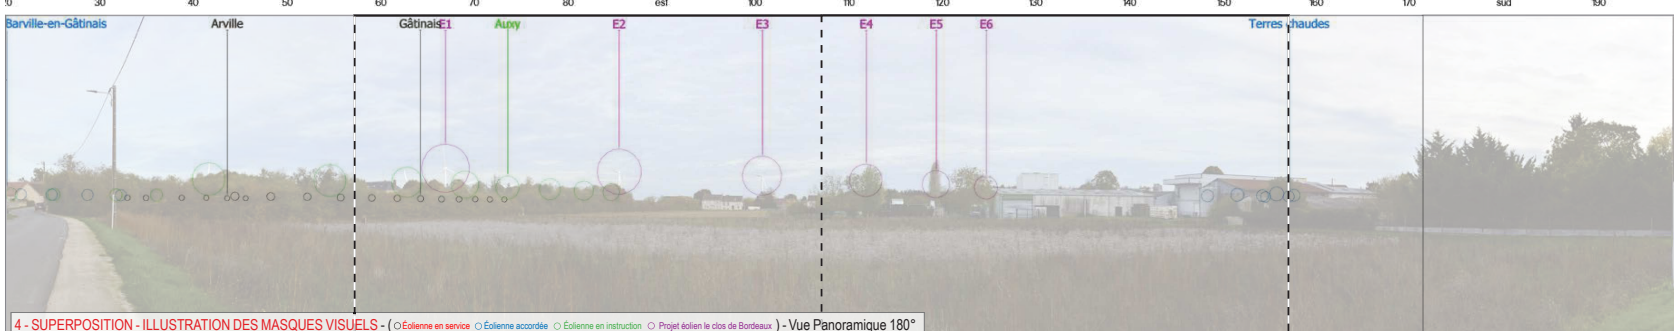 20 30 40 50 60 70 80 est 100 110 120 130 140 150 160 170 sud 190
Barville-en-Gâtinais Arville Gâtinais E1 Auxy E2 E3 E4 E5 E6 Terres chaudes
4 - SUPERPOSITION - ILLUSTRATION DES MASQUES VISUELS - ( Éolienne en service Éolienne accordée Éolienne en instruction Projet éolien le clos de Bordeaux ) - Vue Panoramique 180°